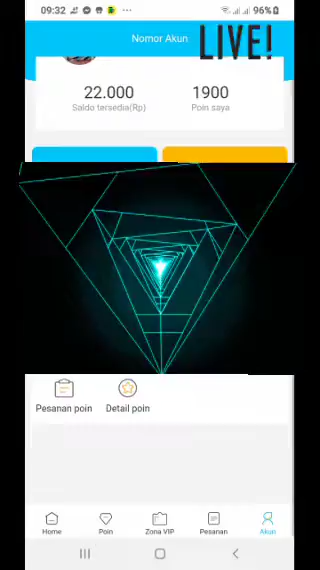 09:32 ... 96%
Nomor Akun
LIVE!
22.000 1900
Saldo tersedia(Rp) Poin saya
Pesanan poin Detail poin
Home Poin Zona VIP Pesanan Akun